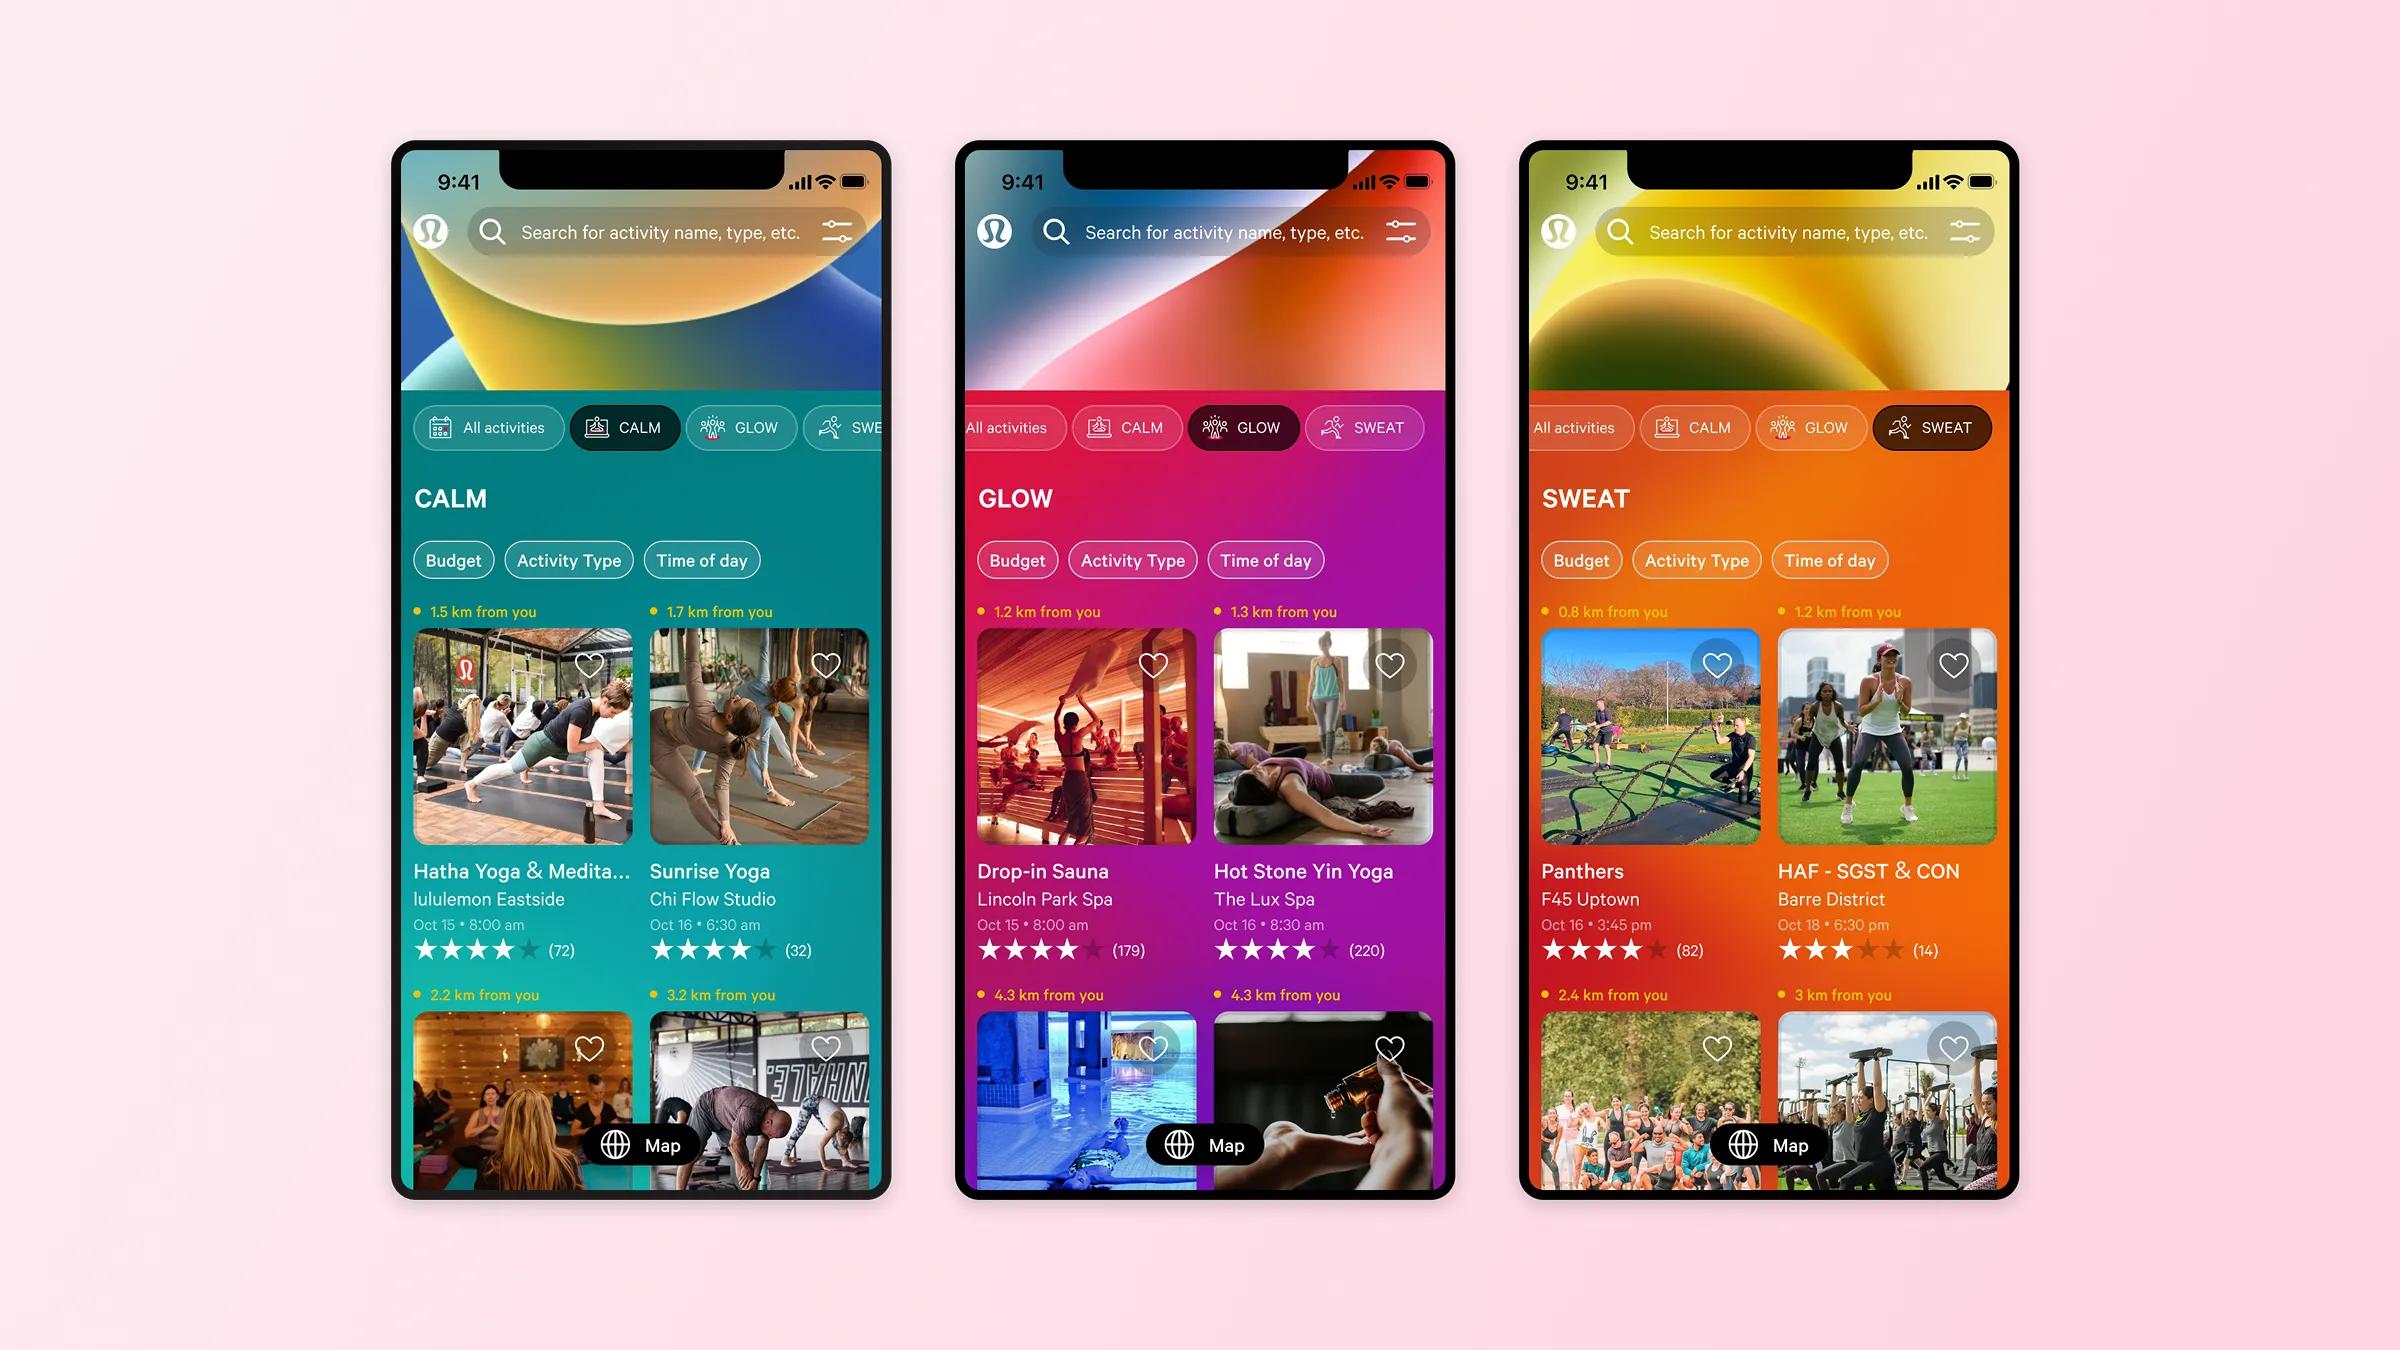 9:41
Search for activity name, type, etc.
All activities
CALM
GLOW
SWE
CALM
Budget
Activity Type
Time of day
1.5 km from you
1.7 km from you
Hatha Yoga & Medita...
Sunrise Yoga
lululemon Eastside
Chi Flow Studio
Oct 15 • 8:00 am
Oct 16 • 6:30 am
(72)
(32)
2.2 km from you
3.2 km from you
INHALE:
Map
9:41
Search for activity name, type, etc.
All activities
CALM
GLOW
SWEAT
GLOW
Budget
Activity Type
Time of day
1.2 km from you
1.3 km from you
Drop-in Sauna
Hot Stone Yin Yoga
Lincoln Park Spa
The Lux Spa
Oct 15 • 8:00 am
Oct 16 • 8:30 am
(179)
(220)
4.3 km from you
4.3 km from you
Map
9:41
Search for activity name, type, etc.
All activities
CALM
GLOW
SWEAT
SWEAT
Budget
Activity Type
Time of day
0.8 km from you
1.2 km from you
Panthers
HAF - SGST & CON
F45 Uptown
Barre District
Oct 16 • 3:45 pm
Oct 18 • 6:30 pm
(82)
(14)
2.4 km from you
3 km from you
Map